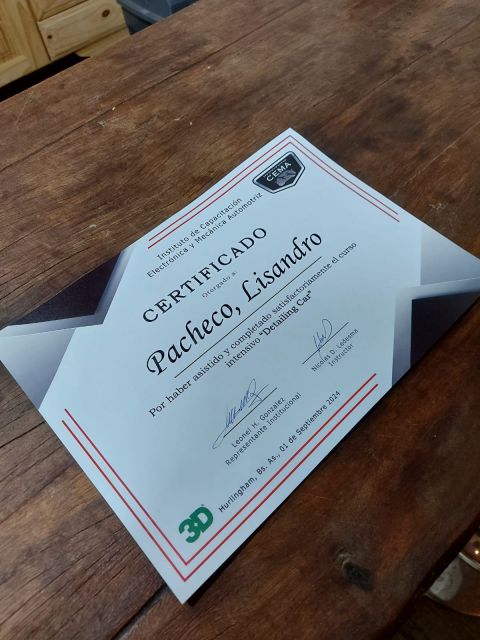 CEMA
Instituto de Capacitación
Electrónica y Mecánica Automotriz
CERTIFICADO
Otorgado a:
Pacheco, Lisandro
Por haber asistido y completado satisfactoriamente el curso
intensivo "Detailing Car"
Leonel H. Gonzalez
Representante Institucional
Nicolas D. Ledesma
Instructor
Hurlingham, Bs. As., 01 de Septiembre 2024
3D